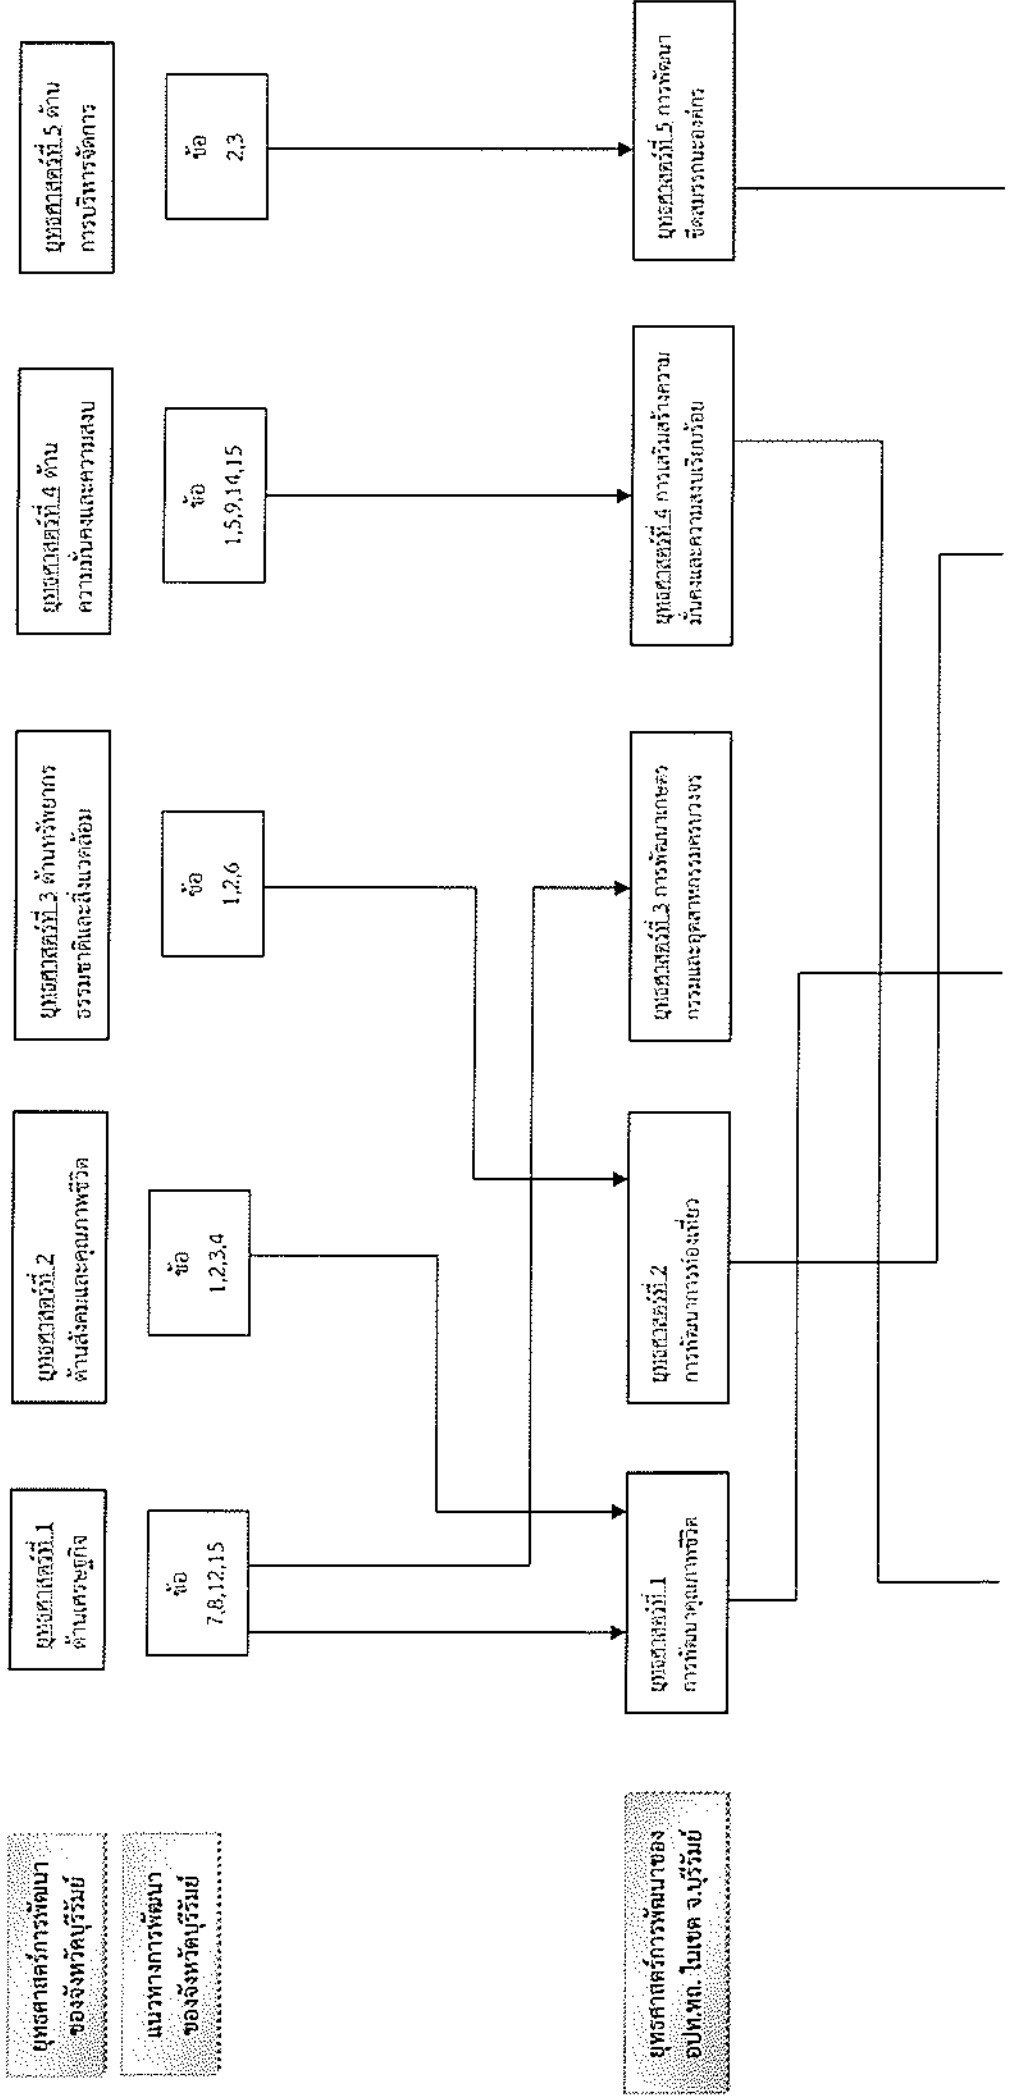 ยุทธศาสตร์การพัฒนา
ของจังหวัดบุรีรัมย์
ยุทธศาสตร์ที่ 1
ด้านเศรษฐกิจ
ยุทธศาสตร์ที่ 2
ด้านสังคมและคุณภาพชีวิต
ยุทธศาสตร์ที่ 3 ด้านทรัพยากร
ธรรมชาติและสิ่งแวดล้อม
ยุทธศาสตร์ที่ 4 ด้าน
ความมั่นคงและความสงบ
ยุทธศาสตร์ที่ 5 ด้าน
การบริหารจัดการ
แนวทางการพัฒนา
ของจังหวัดบุรีรัมย์
ข้อ
7,8,12,15
ข้อ
1,2,3,4
ข้อ
1,2,6
ข้อ
1,5,9,14,15
ข้อ
2,3
ยุทธศาสตร์การพัฒนาของ
อปท.ทถ. ในเขต จ.บุรีรัมย์
ยุทธศาสตร์ที่ 1
การพัฒนาคุณภาพชีวิต
ยุทธศาสตร์ที่ 2
การพัฒนาการท่องเที่ยว
ยุทธศาสตร์ที่ 3 การพัฒนาเกษตร
กรรมและอุตสาหกรรมครบวงจร
ยุทธศาสตร์ที่ 4 การเสริมสร้างความ
มั่นคงและความสงบเรียบร้อย
ยุทธศาสตร์ที่ 5 การพัฒนา
ขีดสมรรถนะองค์กร